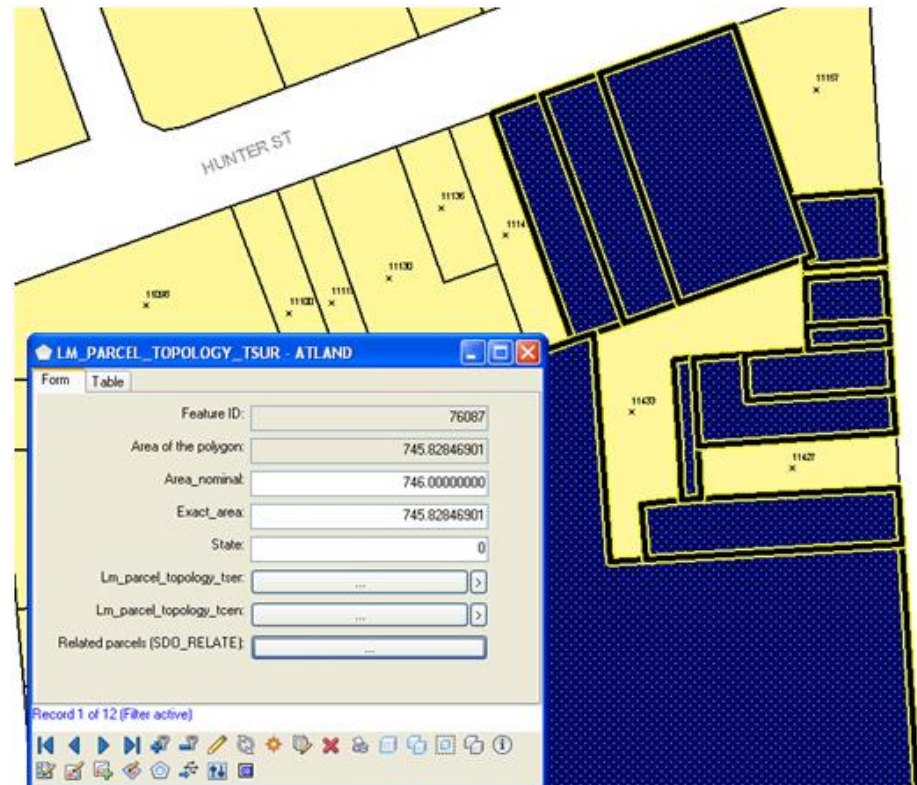 11157
HUNTER ST
11136
1114
11130
11100
1111
LM_PARCEL_TOPOLOGY_TSUR - ATLAND
Form Table
Feature ID: 76087
Area of the polygon: 745.82846901
Area_nominal: 746.00000000
11433
11427
Exact_area: 745.82846901
State: 0
Lm_parcel_topology_tser: ... >
Lm_parcel_topology_tcen: ... >
Related parcels (SDO_RELATE): ...
Record 1 of 12 (Filter active)